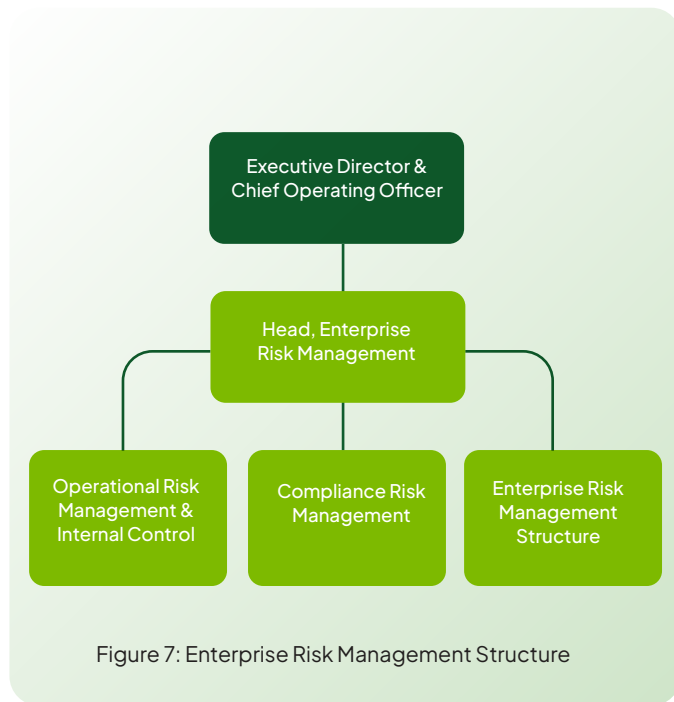 Executive Director &
Chief Operating Officer
Head, Enterprise
Risk Management
Operational Risk
Management &
Internal Control
Compliance Risk
Management
Enterprise Risk
Management
Structure
Figure 7: Enterprise Risk Management Structure